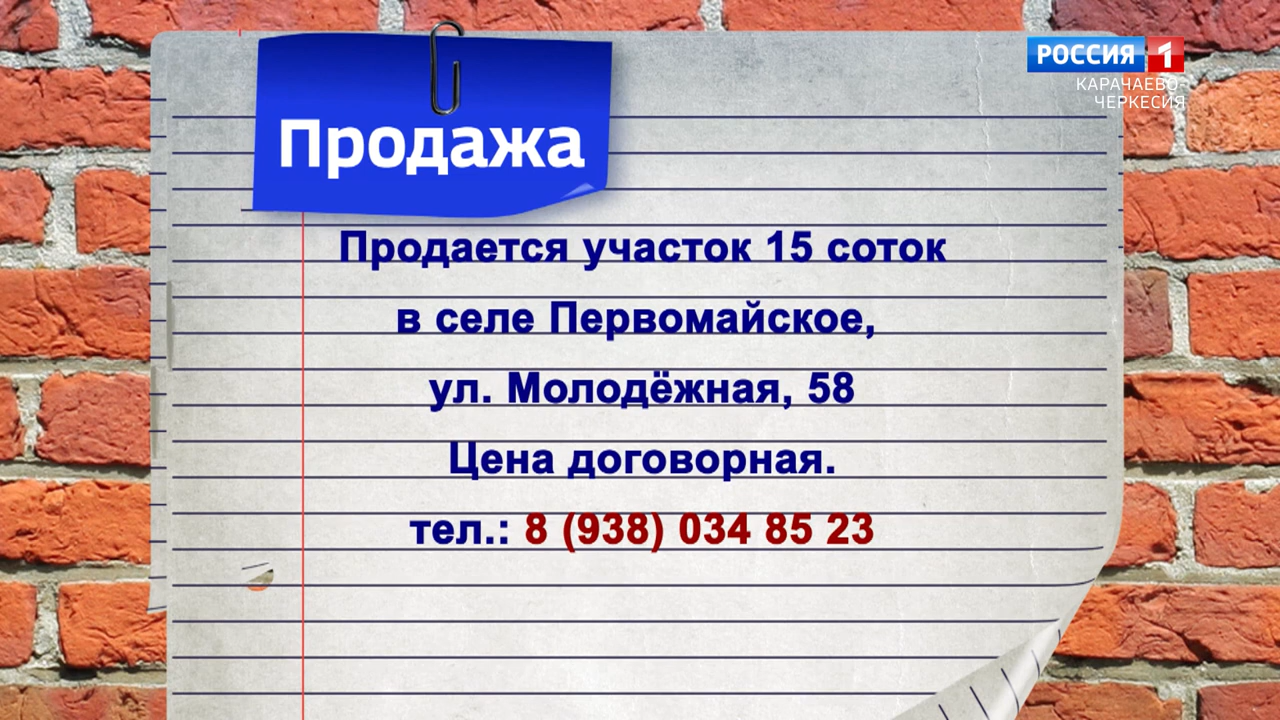 Продажа
РОССИЯ 1
КАРАЧАЕВО-
ЧЕРКЕСИЯ
Продается участок 15 соток
в селе Первомайское,
ул. Молодёжная, 58
Цена договорная.
тел.: 8 (938) 034 85 23